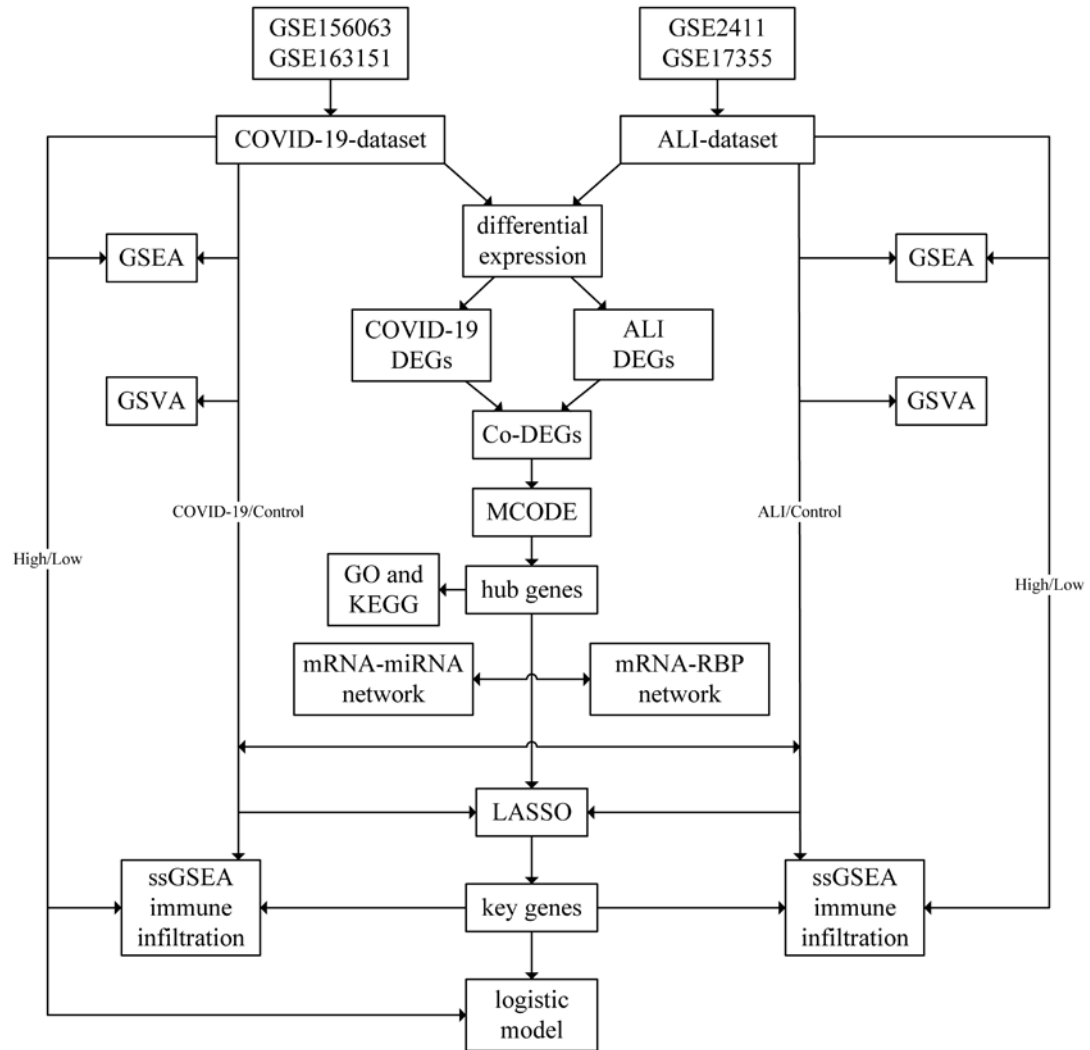 GSE156063
GSE163151
GSE2411
GSE17355
COVID-19-dataset
ALI-dataset
differential
expression
GSEA
GSEA
COVID-19
DEGs
ALI
DEGs
GSVA
GSVA
Co-DEGs
COVID-19/Control
MCODE
ALI/Control
High/Low
High/Low
GO and
KEGG
hub genes
mRNA-miRNA
network
mRNA-RBP
network
LASSO
ssGSEA
immune
infiltration
key genes
ssGSEA
immune
infiltration
logistic
model